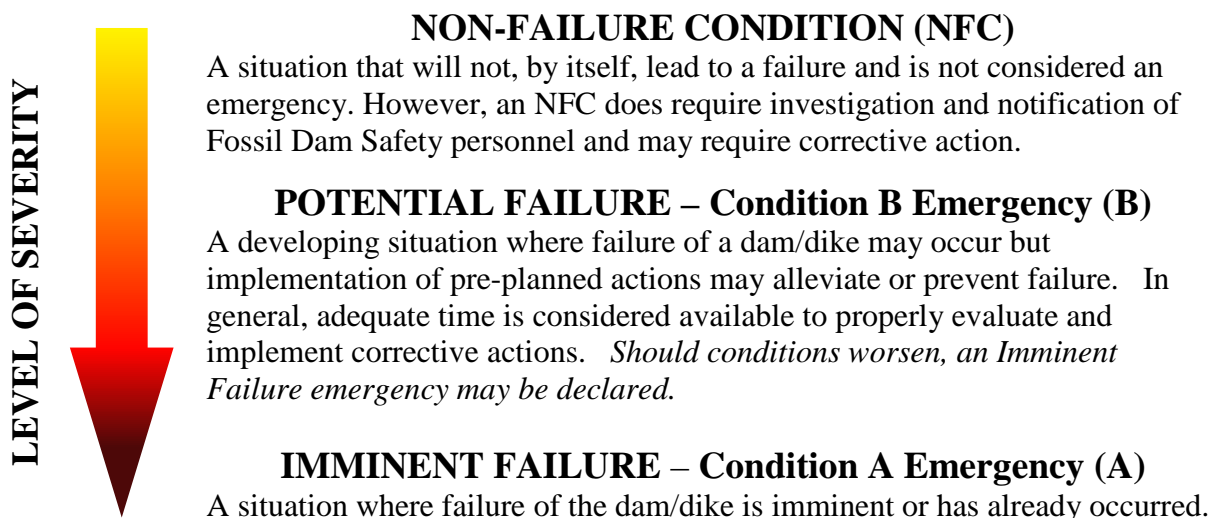 LEVEL OF SEVERITY
NON-FAILURE CONDITION (NFC)
A situation that will not, by itself, lead to a failure and is not considered an
emergency. However, an NFC does require investigation and notification of
Fossil Dam Safety personnel and may require corrective action.
POTENTIAL FAILURE – Condition B Emergency (B)
A developing situation where failure of a dam/dike may occur but
implementation of pre-planned actions may alleviate or prevent failure. In
general, adequate time is considered available to properly evaluate and
implement corrective actions. Should conditions worsen, an Imminent
Failure emergency may be declared.
IMMINENT FAILURE – Condition A Emergency (A)
A situation where failure of the dam/dike is imminent or has already occurred.